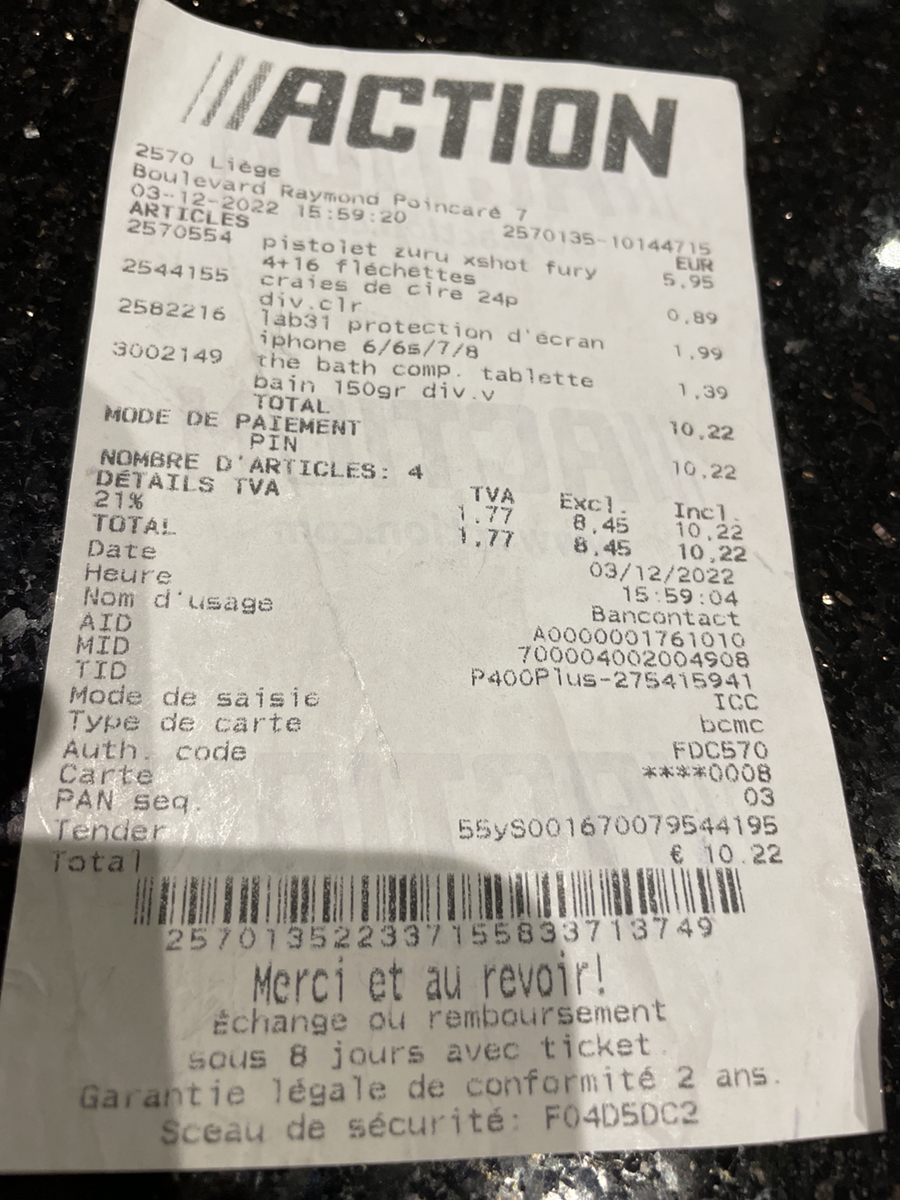 ACTION
2570 Liège
Boulevard Raymond Poincaré 7
03-12-2022 15:59:20 2570135-10144715
ARTICLES EUR
2570554 pistolet zuru xshot fury 5,95
4+16 fléchettes
2544155 craies de cire 24p 0,89
div.clr
2582216 lab31 protection d'écran 1,99
iphone 6/6s/7/8
3002149 the bath comp. tablette 1,39
bain 150gr div.v
TOTAL 10,22
MODE DE PAIEMENT
PIN 10,22
NOMBRE D'ARTICLES: 4
DÉTAILS TVA TVA Excl. Incl.
21% 1,77 8,45 10,22
TOTAL 1,77 8,45 10,22
Date 03/12/2022
Heure 15:59:04
Nom d'usage Bancontact
AID A0000001761010
MID 700004002004908
TID P400Plus-275415941
Mode de saisie ICC
Type de carte bcmc
Auth. code FDC570
Carte ****0008
PAN seq. 03
Tender 55yS001670079544195
Total € 10.22
257013522337155833713749
Merci et au revoir!
Échange ou remboursement
sous 8 jours avec ticket.
Garantie légale de conformité 2 ans.
Sceau de sécurité: F04D5DC2